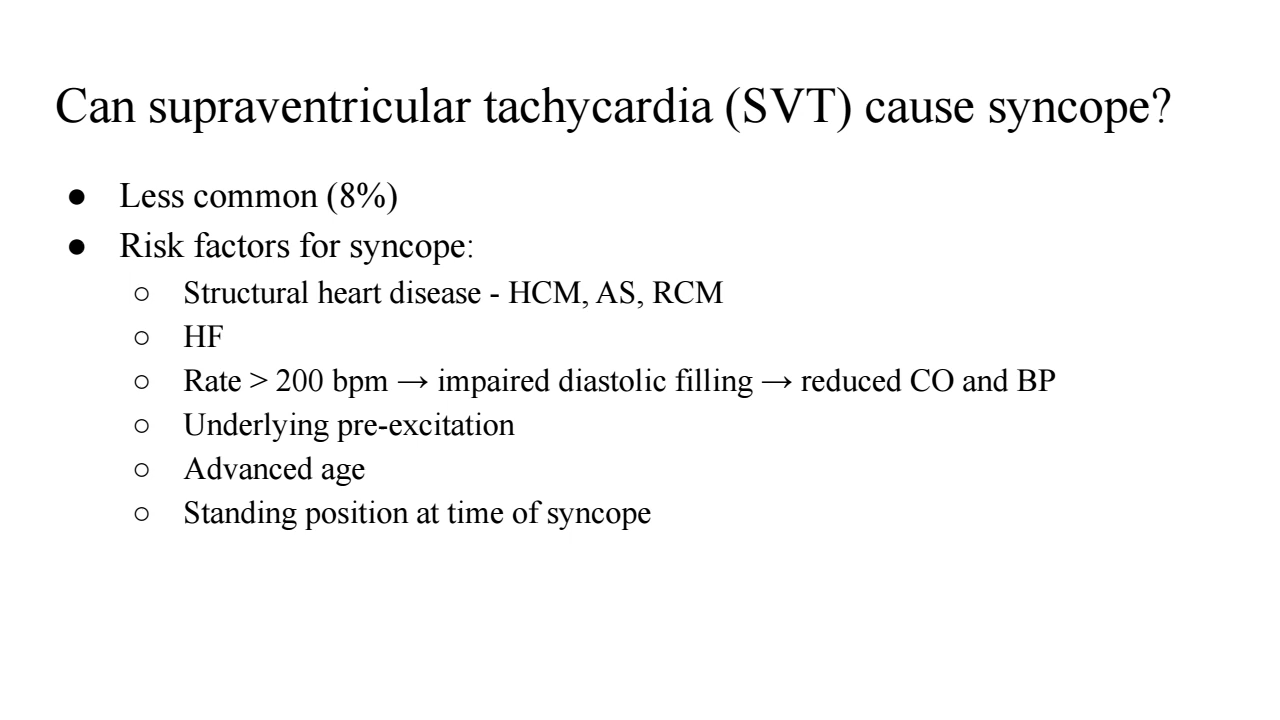 Can supraventricular tachycardia (SVT) cause syncope?
● Less common (8%)
● Risk factors for syncope:
○ Structural heart disease - HCM, AS, RCM
○ HF
○ Rate > 200 bpm → impaired diastolic filling → reduced CO and BP
○ Underlying pre-excitation
○ Advanced age
○ Standing position at time of syncope